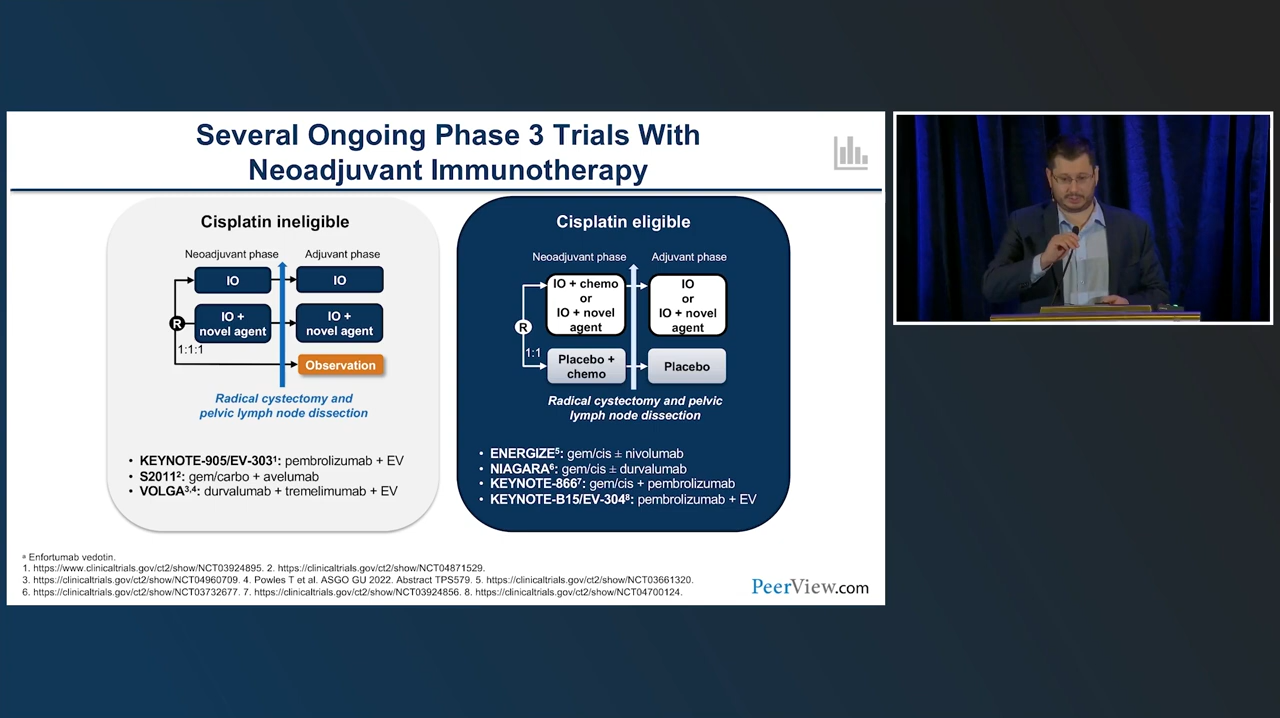 Several Ongoing Phase 3 Trials With
Neoadjuvant Immunotherapy
Cisplatin ineligible
Neoadjuvant phase
Adjuvant phase
IO
IO
R
IO +
novel agent
IO +
novel agent
1:1:1
Observation
Radical cystectomy and
pelvic lymph node dissection
• KEYNOTE-905/EV-303¹: pembrolizumab + EV
• S2011²: gem/carbo + avelumab
• VOLGA³,⁴: durvalumab + tremelimumab + EV
Cisplatin eligible
Neoadjuvant phase
Adjuvant phase
IO + chemo
or
IO + novel
agent
IO
or
IO + novel
agent
R
1:1
Placebo +
chemo
Placebo
Radical cystectomy and pelvic
lymph node dissection
• ENERGIZE⁵: gem/cis ± nivolumab
• NIAGARA⁶: gem/cis ± durvalumab
• KEYNOTE-866⁷: gem/cis + pembrolizumab
• KEYNOTE-B15/EV-304⁸: pembrolizumab + EV
ᵃ Enfortumab vedotin.
1. https://www.clinicaltrials.gov/ct2/show/NCT03924895. 2. https://clinicaltrials.gov/ct2/show/NCT04871529.
3. https://clinicaltrials.gov/ct2/show/NCT04960709. 4. Powles T et al. ASGO GU 2022. Abstract TPS579. 5. https://clinicaltrials.gov/ct2/show/NCT03661320.
6. https://clinicaltrials.gov/ct2/show/NCT03732677. 7. https://clinicaltrials.gov/ct2/show/NCT03924856. 8. https://clinicaltrials.gov/ct2/show/NCT04700124.
PeerView.com